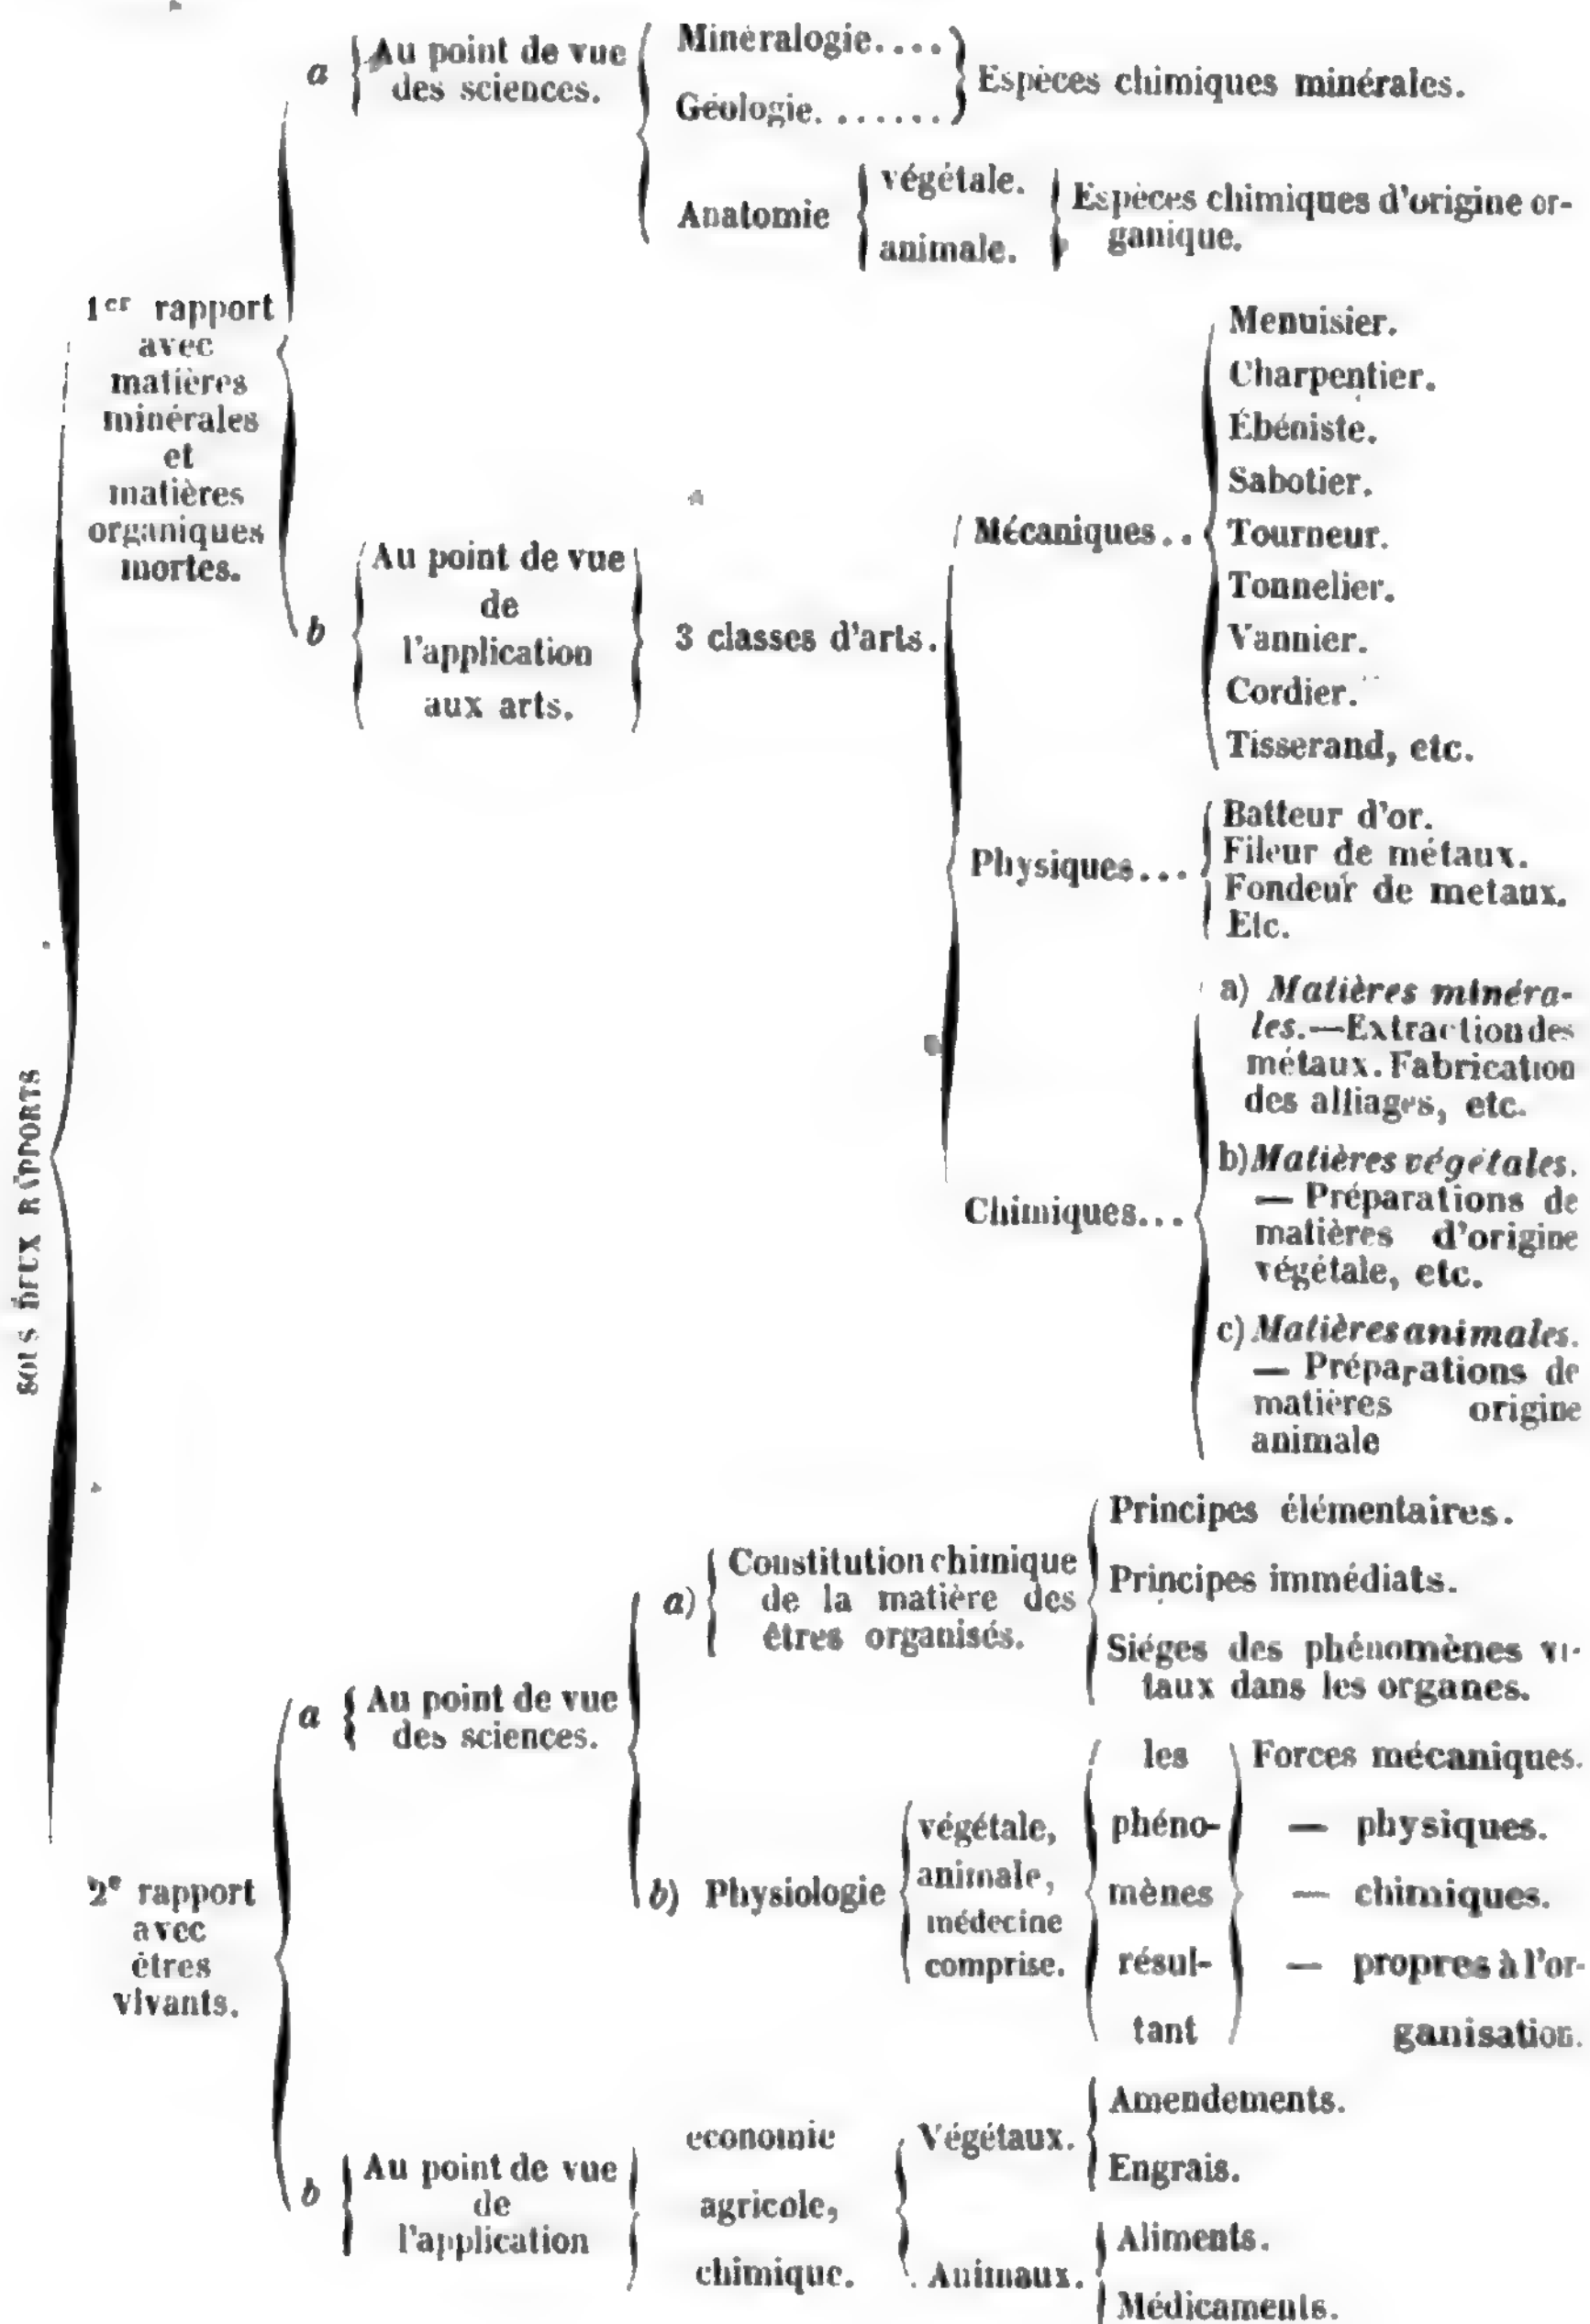 SOUS DEUX RAPPORTS
1er rapport
avec
matières
minérales
et
matières
organiques
mortes.
a
Au point de vue
des sciences.
Minéralogie....
Géologie. .......
Espèces chimiques minérales.
Anatomie
végétale.
animale.
Espèces chimiques d'origine or-
ganique.
b
Au point de vue
de
l'application
aux arts.
3 classes d'arts.
Mécaniques..
Menuisier.
Charpentier.
Ébéniste.
Sabotier.
Tourneur.
Tonnelier.
Vannier.
Cordier.
Tisserand, etc.
Physiques...
Batteur d'or.
Fileur de métaux.
Fondeur de metaux.
Etc.
Chimiques...
a) Matières minéra-
les.—Extraction des
métaux. Fabrication
des alliages, etc.
b) Matières végétales.
— Préparations de
matières d'origine
végétale, etc.
c) Matières animales.
— Préparations de
matières origine
animale
2e rapport
avec
êtres
vivants.
a
Au point de vue
des sciences.
a)
Constitution chimique
de la matière des
êtres organisés.
Principes élémentaires.
Principes immédiats.
Siéges des phénomènes vi-
taux dans les organes.
b) Physiologie
végétale,
animale,
médecine
comprise.
les
phéno-
mènes
résul-
tant
Forces mécaniques.
— physiques.
— chimiques.
— propres à l'or-
ganisation.
b
Au point de vue
de
l'application
economie
agricole,
chimique.
Végétaux.
Amendements.
Engrais.
Animaux.
Aliments.
Médicaments.